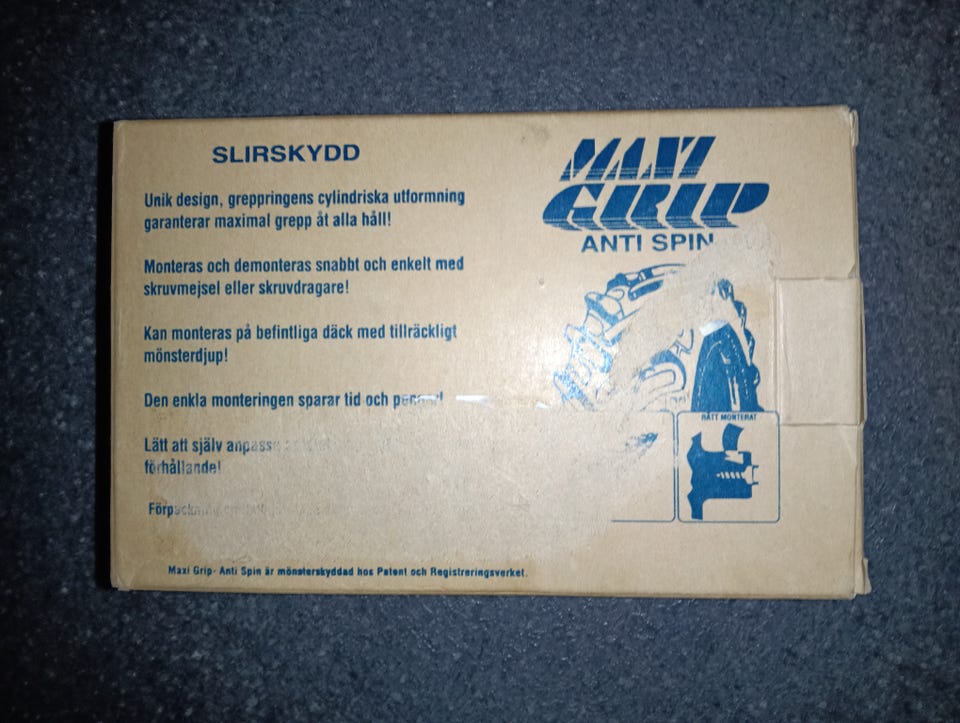 SLIRSKYDD
Unik design, greppringens cylindriska utformning
garanterar maximal grepp åt alla håll!
Monteras och demonteras snabbt och enkelt med
skruvmejsel eller skruvdragare!
Kan monteras på befintliga däck med tillräckligt
mönsterdjup!
Den enkla monteringen sparar tid och pengar!
Lätt att själv anpassa
förhållande!
Maxi Grip- Anti Spin är mönsterskyddad hos Patent och Registreringsverket.
MAXI
GRIP
ANTI SPIN
RÄTT MONTERAT